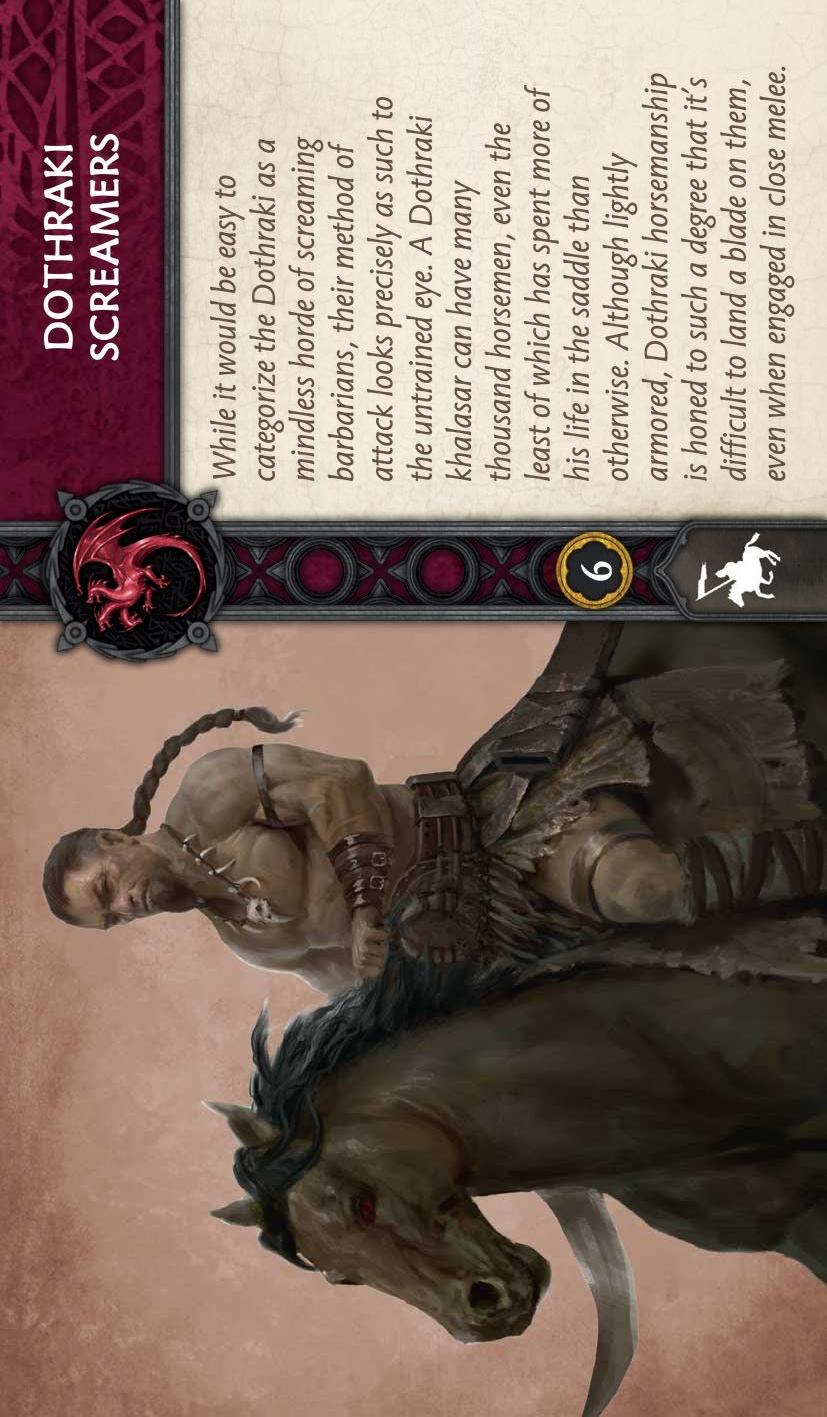 DOTHRAKI
SCREAMERS
While it would be easy to
categorize the Dothraki as a
mindless horde of screaming
barbarians, their method of
attack looks precisely as such to
the untrained eye. A Dothraki
khalasar can have many
thousand horsemen, even the
least of which has spent more of
his life in the saddle than
otherwise. Although lightly
armored, Dothraki horsemanship
is honed to such a degree that it's
difficult to land a blade on them,
even when engaged in close melee.
6